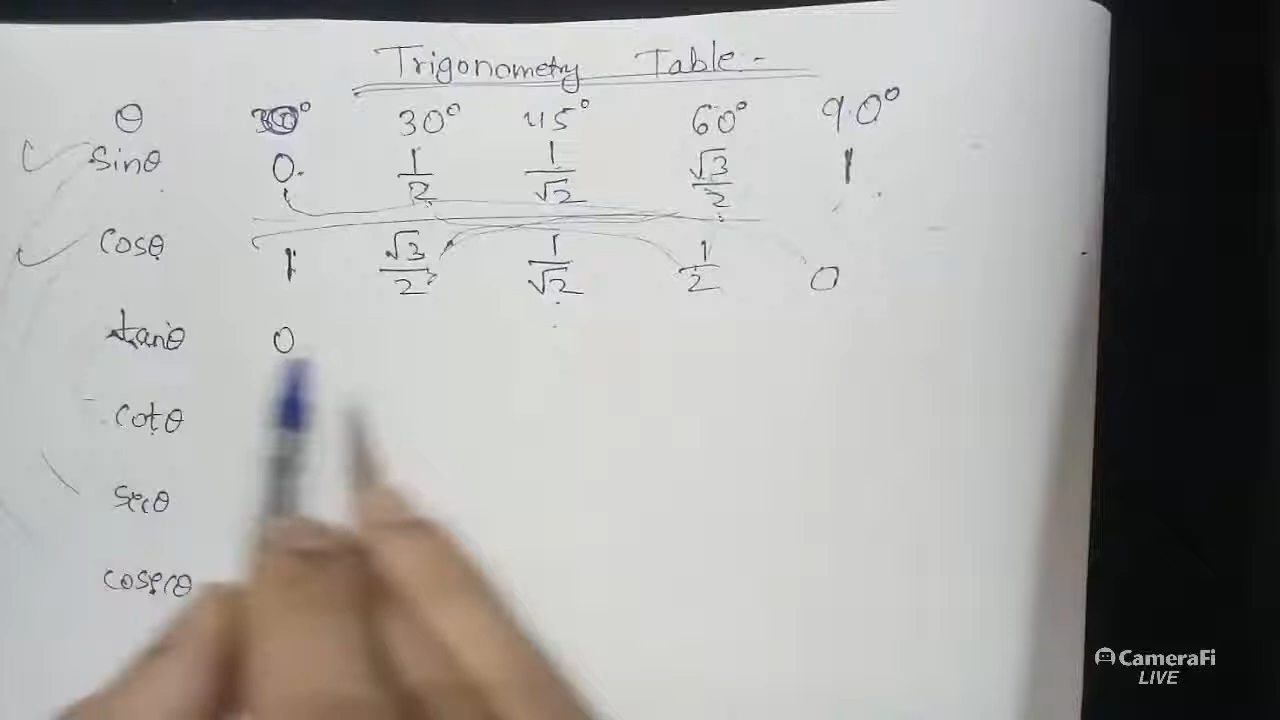 Trigonometry Table -
θ 30° 45° 60° 90°
sinθ 0 1/2 1/√2 √3/2 1
cosθ 1 √3/2 1/√2 1/2 0
tanθ 0
cotθ
secθ
cosecθ
CameraFi
LIVE